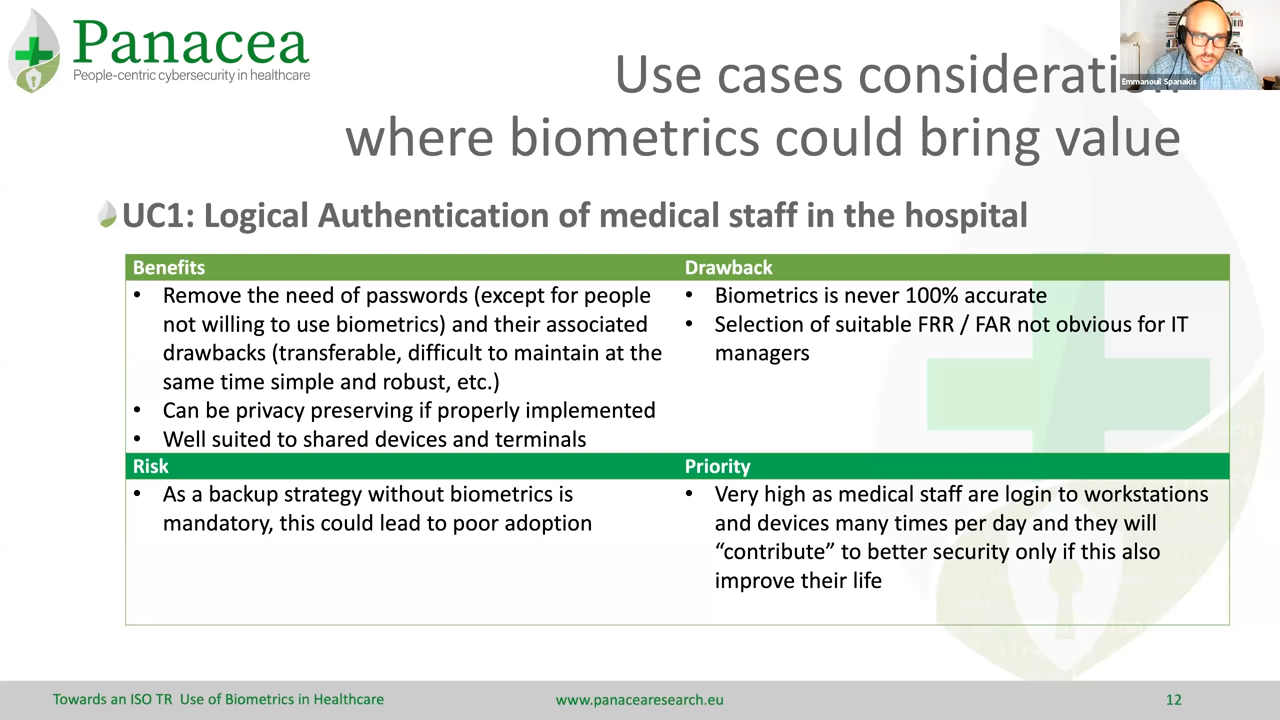 Panacea
People-centric cybersecurity in healthcare
Emmanouil Spanakis
Use cases consideration
where biometrics could bring value
UC1: Logical Authentication of medical staff in the hospital
Benefits
• Remove the need of passwords (except for people
not willing to use biometrics) and their associated
drawbacks (transferable, difficult to maintain at the
same time simple and robust, etc.)
• Can be privacy preserving if properly implemented
• Well suited to shared devices and terminals
Drawback
• Biometrics is never 100% accurate
• Selection of suitable FRR / FAR not obvious for IT
managers
Risk
• As a backup strategy without biometrics is
mandatory, this could lead to poor adoption
Priority
• Very high as medical staff are login to workstations
and devices many times per day and they will
“contribute” to better security only if this also
improve their life
Towards an ISO TR Use of Biometrics in Healthcare
www.panacearesearch.eu
12